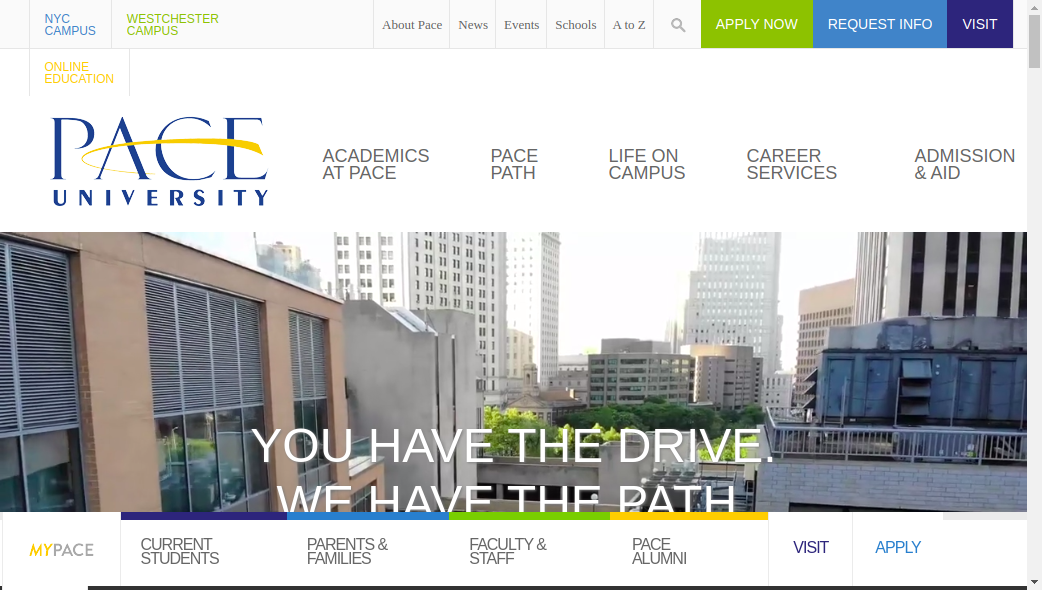 NYC
CAMPUS
WESTCHESTER
CAMPUS
About Pace
News
Events
Schools
A to Z
APPLY NOW
REQUEST INFO
VISIT
ONLINE
EDUCATION
PACE
UNIVERSITY
ACADEMICS
AT PACE
PACE
PATH
LIFE ON
CAMPUS
CAREER
SERVICES
ADMISSION
& AID
YOU HAVE THE DRIVE.
WE HAVE THE PATH
MYPACE
CURRENT
STUDENTS
PARENTS &
FAMILIES
FACULTY &
STAFF
PACE
ALUMNI
VISIT
APPLY